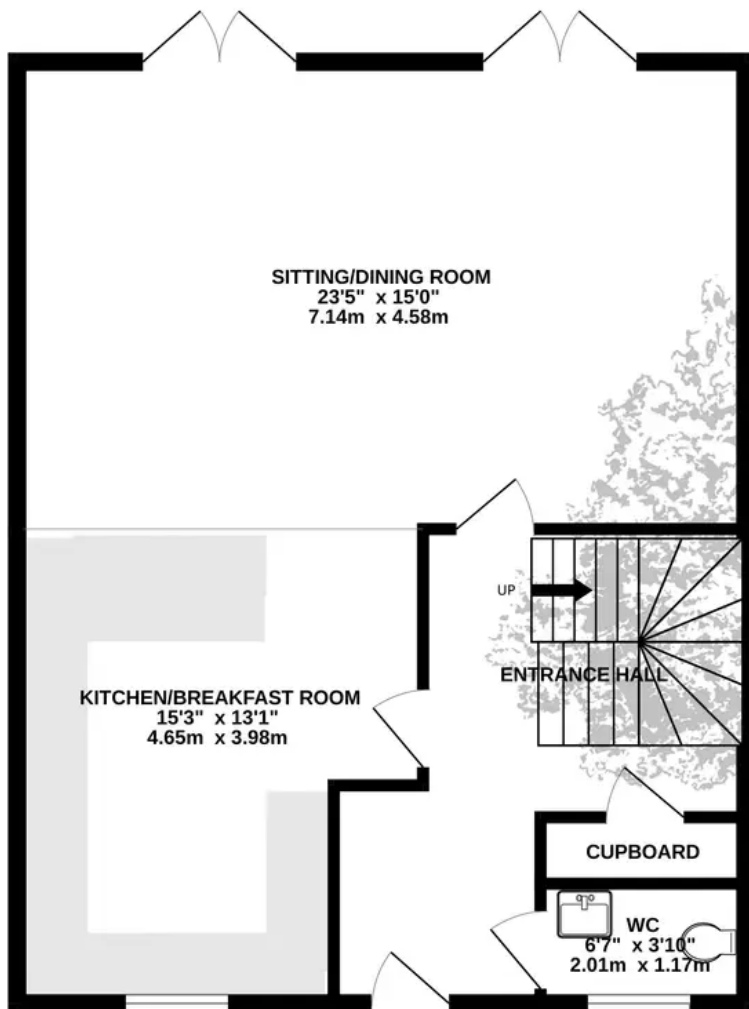 SITTING/DINING ROOM
23'5" x 15'0"
7.14m x 4.58m
UP
ENTRANCE HALL
KITCHEN/BREAKFAST ROOM
15'3" x 13'1"
4.65m x 3.98m
CUPBOARD
WC
6'7" x 3'10"
2.01m x 1.17m